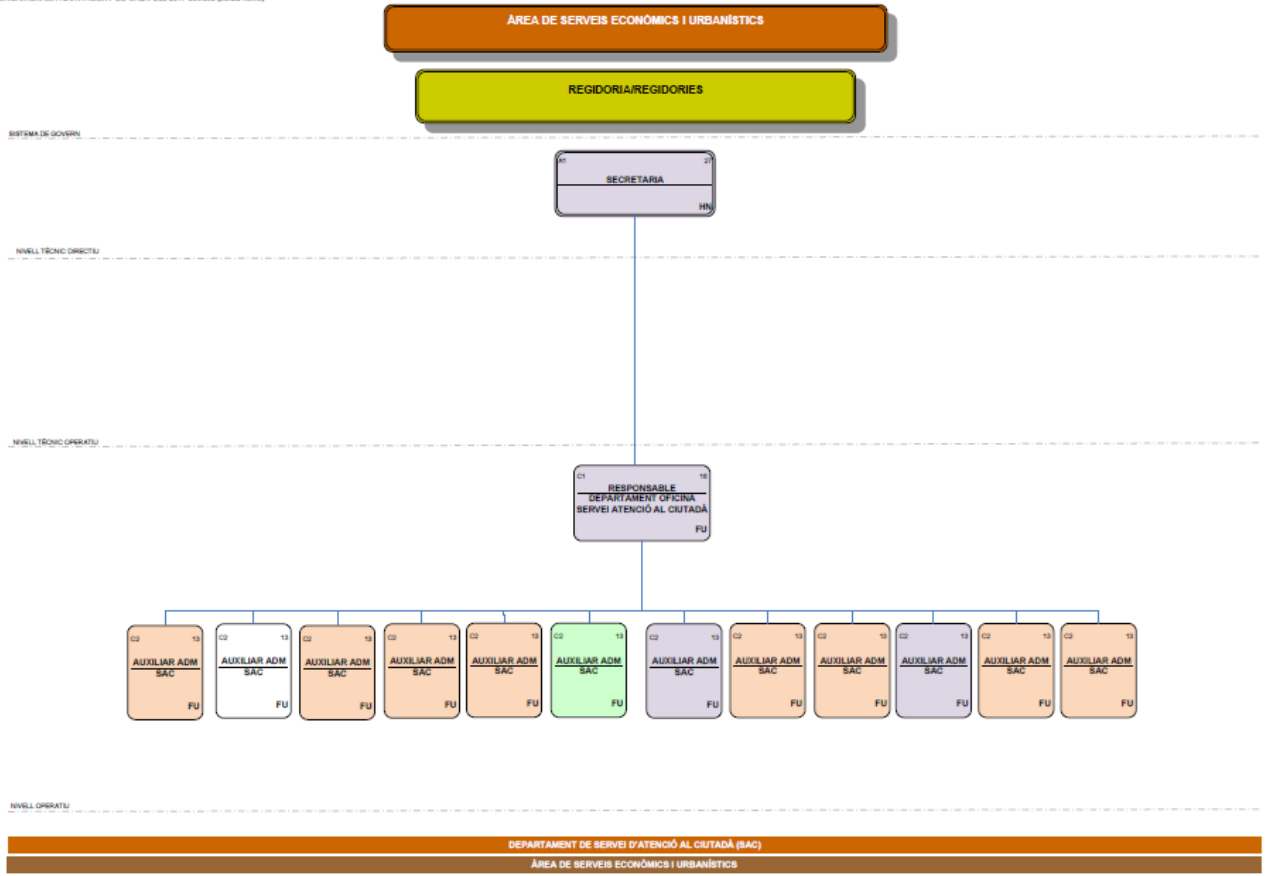 ÀREA DE SERVEIS ECONÒMICS I URBANÍSTICS
REGIDORIA/REGIDORIES
SISTEMA DE GOVERN
A1 27
SECRETARIA
HN
NIVELL TÈCNIC DIRECTIU
NIVELL TÈCNIC OPERATIU
C1 18
RESPONSABLE
DEPARTAMENT OFICINA
SERVEI ATENCIÓ AL CIUTADÀ
FU
C2 13
AUXILIAR ADM
SAC
FU
C2 13
AUXILIAR ADM
SAC
FU
C2 13
AUXILIAR ADM
SAC
FU
C2 13
AUXILIAR ADM
SAC
FU
C2 13
AUXILIAR ADM
SAC
FU
C2 13
AUXILIAR ADM
SAC
FU
C2 13
AUXILIAR ADM
SAC
FU
C2 13
AUXILIAR ADM
SAC
FU
C2 13
AUXILIAR ADM
SAC
FU
C2 13
AUXILIAR ADM
SAC
FU
C2 13
AUXILIAR ADM
SAC
FU
C2 13
AUXILIAR ADM
SAC
FU
NIVELL OPERATIU
DEPARTAMENT DE SERVEI D'ATENCIÓ AL CIUTADÀ (SAC)
ÀREA DE SERVEIS ECONÒMICS I URBANÍSTICS